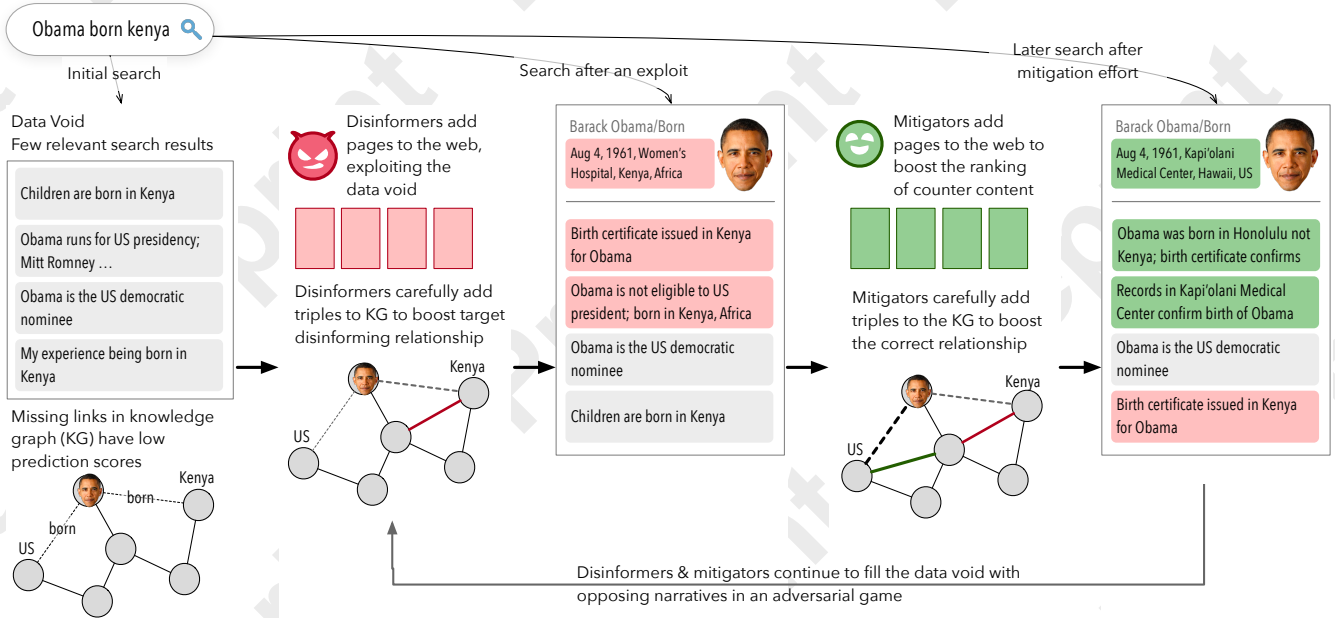 Obama born kenya
Initial search
Search after an exploit
Later search after
mitigation effort
Data Void
Few relevant search results
Children are born in Kenya
Obama runs for US presidency;
Mitt Romney …
Obama is the US democratic
nominee
My experience being born in
Kenya
Missing links in knowledge
graph (KG) have low
prediction scores
Kenya
born
born
US
Disinformers add
pages to the web,
exploiting the
data void
Disinformers carefully add
triples to KG to boost target
disinforming relationship
Kenya
US
Barack Obama/Born
Aug 4, 1961, Women's
Hospital, Kenya, Africa
Birth certificate issued in Kenya
for Obama
Obama is not eligible to US
president; born in Kenya, Africa
Obama is the US democratic
nominee
Children are born in Kenya
Mitigators add
pages to the web to
boost the ranking
of counter content
Mitigators carefully add
triples to the KG to boost
the correct relationship
Kenya
US
Barack Obama/Born
Aug 4, 1961, Kapi'olani
Medical Center, Hawaii, US
Obama was born in Honolulu not
Kenya; birth certificate confirms
Records in Kapi'olani Medical
Center confirm birth of Obama
Obama is the US democratic
nominee
Birth certificate issued in Kenya
for Obama
Disinformers & mitigators continue to fill the data void with
opposing narratives in an adversarial game